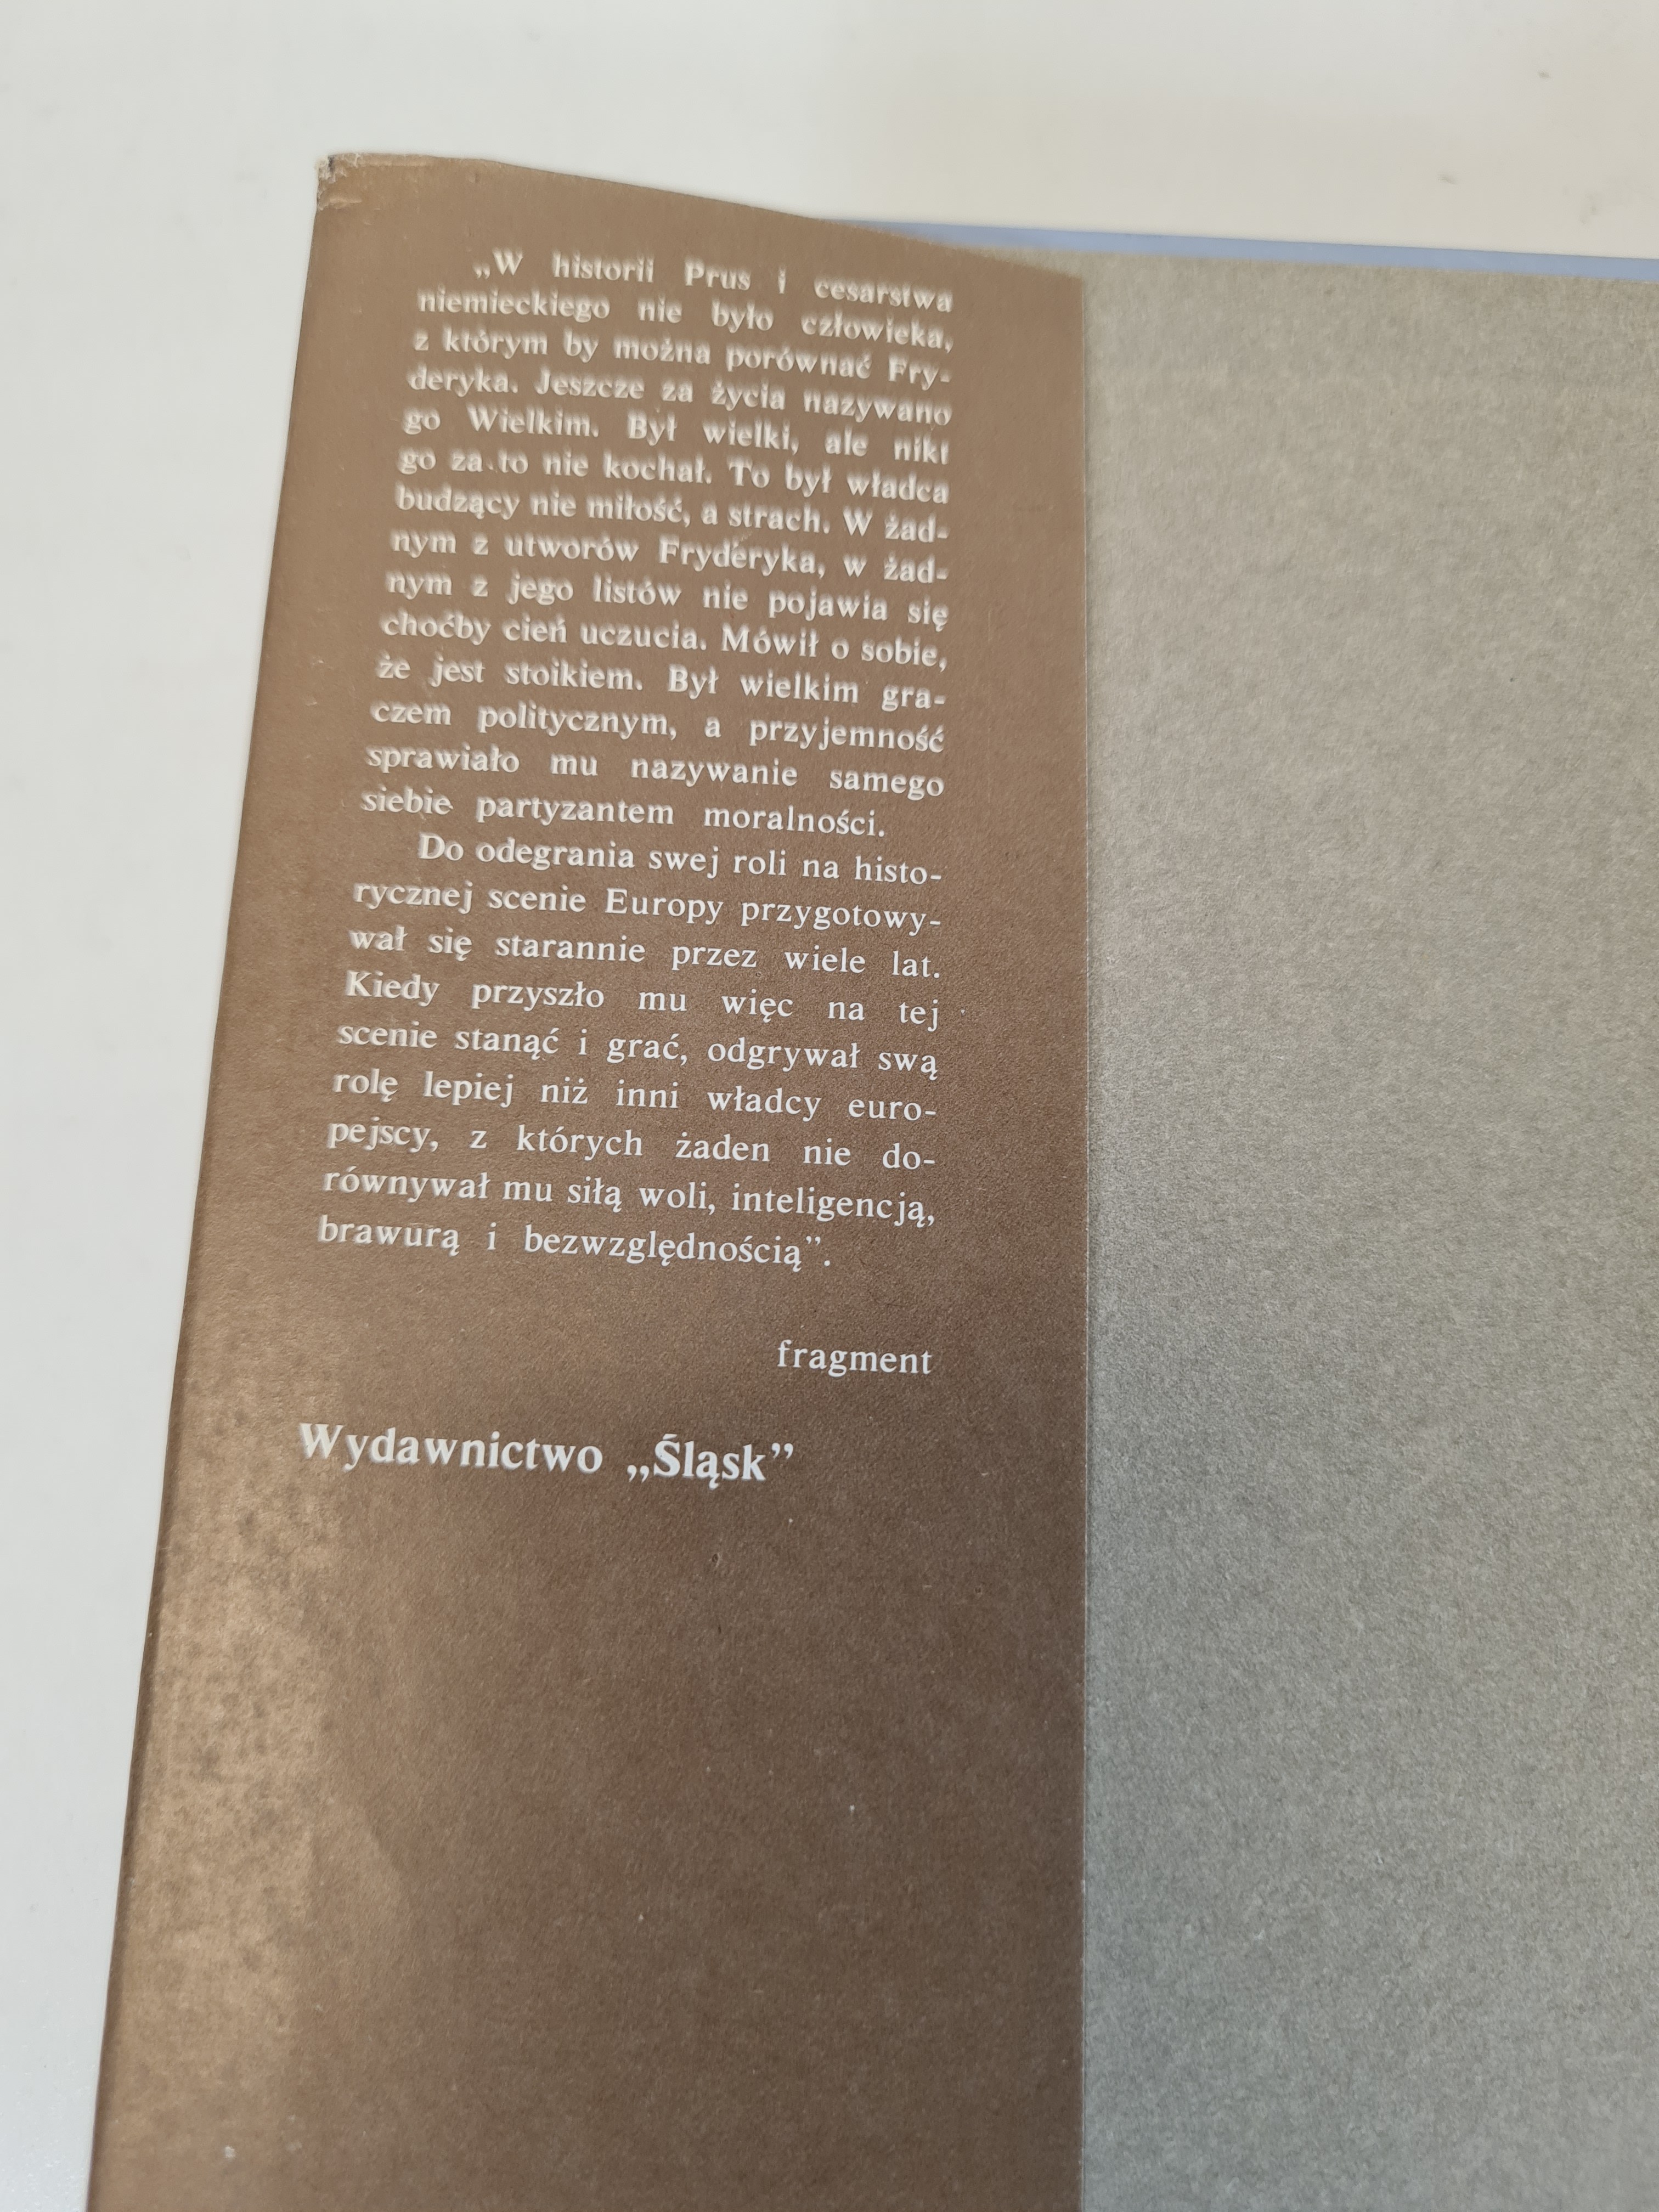 „W historii Prus i cesarstwa
niemieckiego nie było człowieka,
z którym by można porównać Fry-
deryka. Jeszcze za życia nazywano
go Wielkim. Był wielki, ale nikt
go za to nie kochał. To był władca
budzący nie miłość, a strach. W żad-
nym z utworów Fryderyka, w żad-
nym z jego listów nie pojawia się
choćby cień uczucia. Mówił o sobie,
że jest stoikiem. Był wielkim gra-
czem politycznym, a przyjemność
sprawiało mu nazywanie samego
siebie partyzantem moralności.
Do odegrania swej roli na histo-
rycznej scenie Europy przygotowy-
wał się starannie przez wiele lat.
Kiedy przyszło mu więc na tej
scenie stanąć i grać, odgrywał swą
rolę lepiej niż inni władcy euro-
pejscy, z których żaden nie do-
równywał mu siłą woli, inteligencją,
brawurą i bezwzględnością”.
fragment
Wydawnictwo „Śląsk”